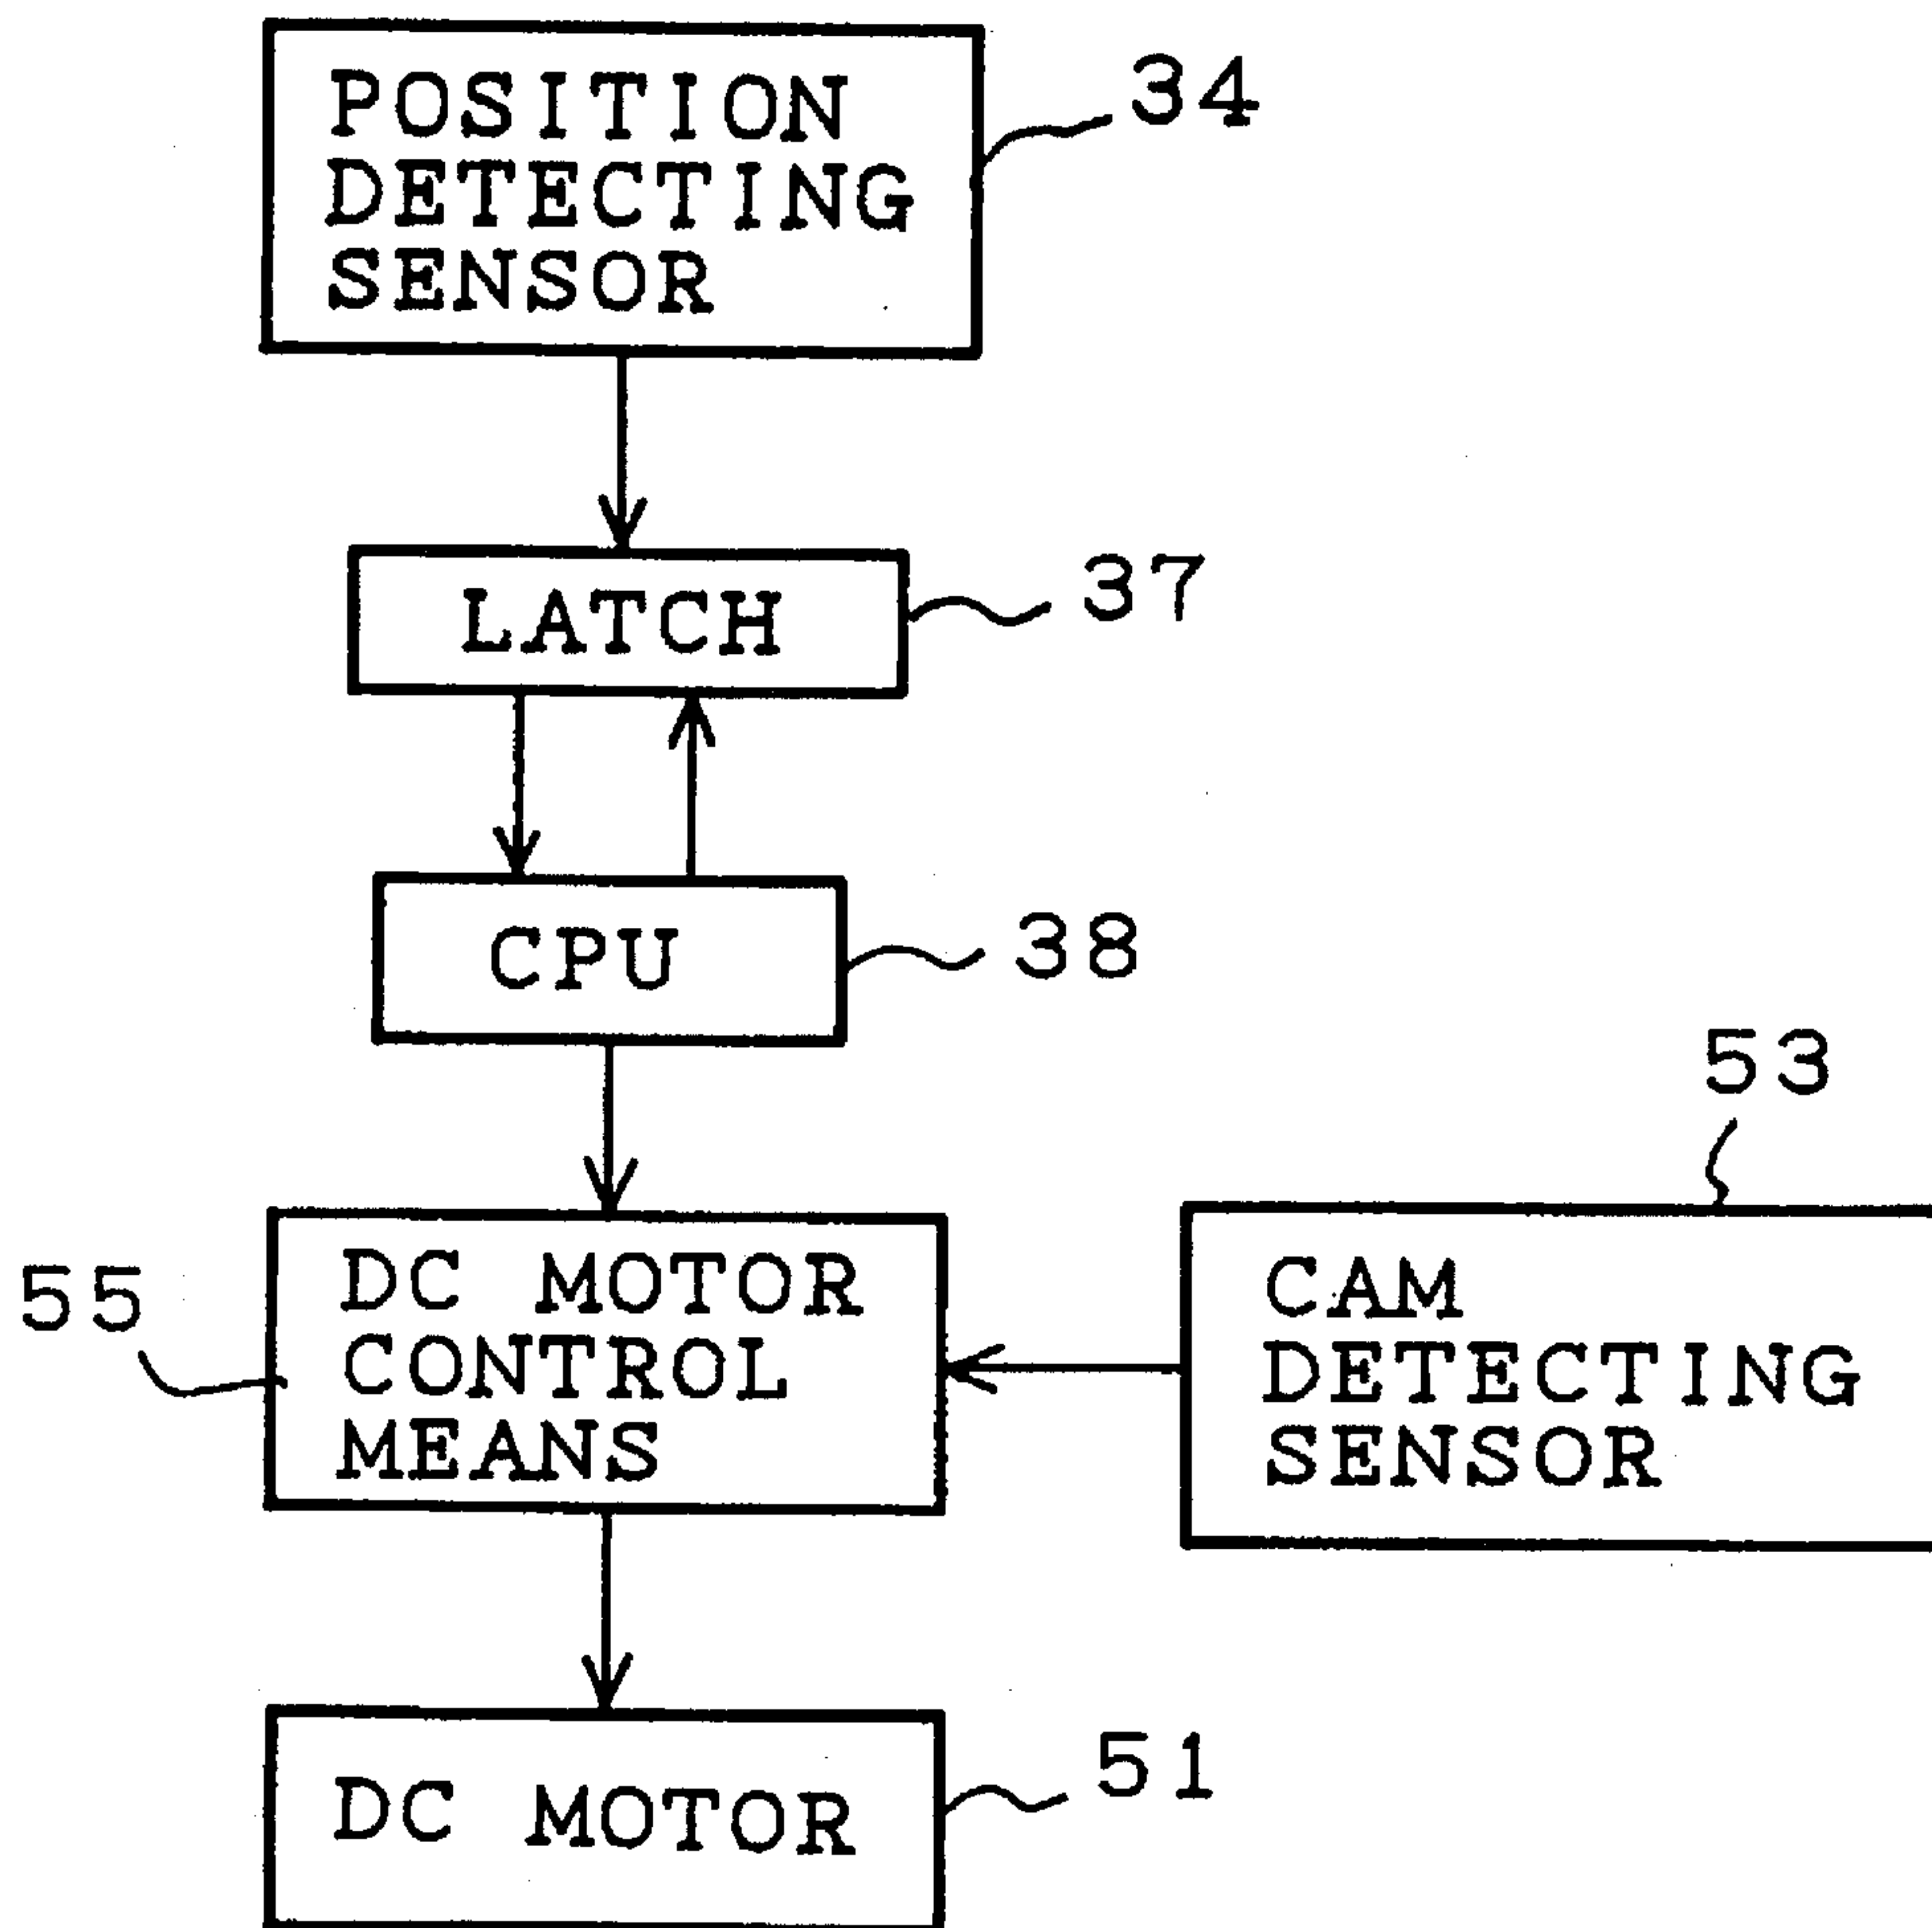 POSITION
DETECTING
SENSOR
34
LATCH
37
CPU
38
53
55
DC MOTOR
CONTROL
MEANS
CAM
DETECTING
SENSOR
DC MOTOR
51